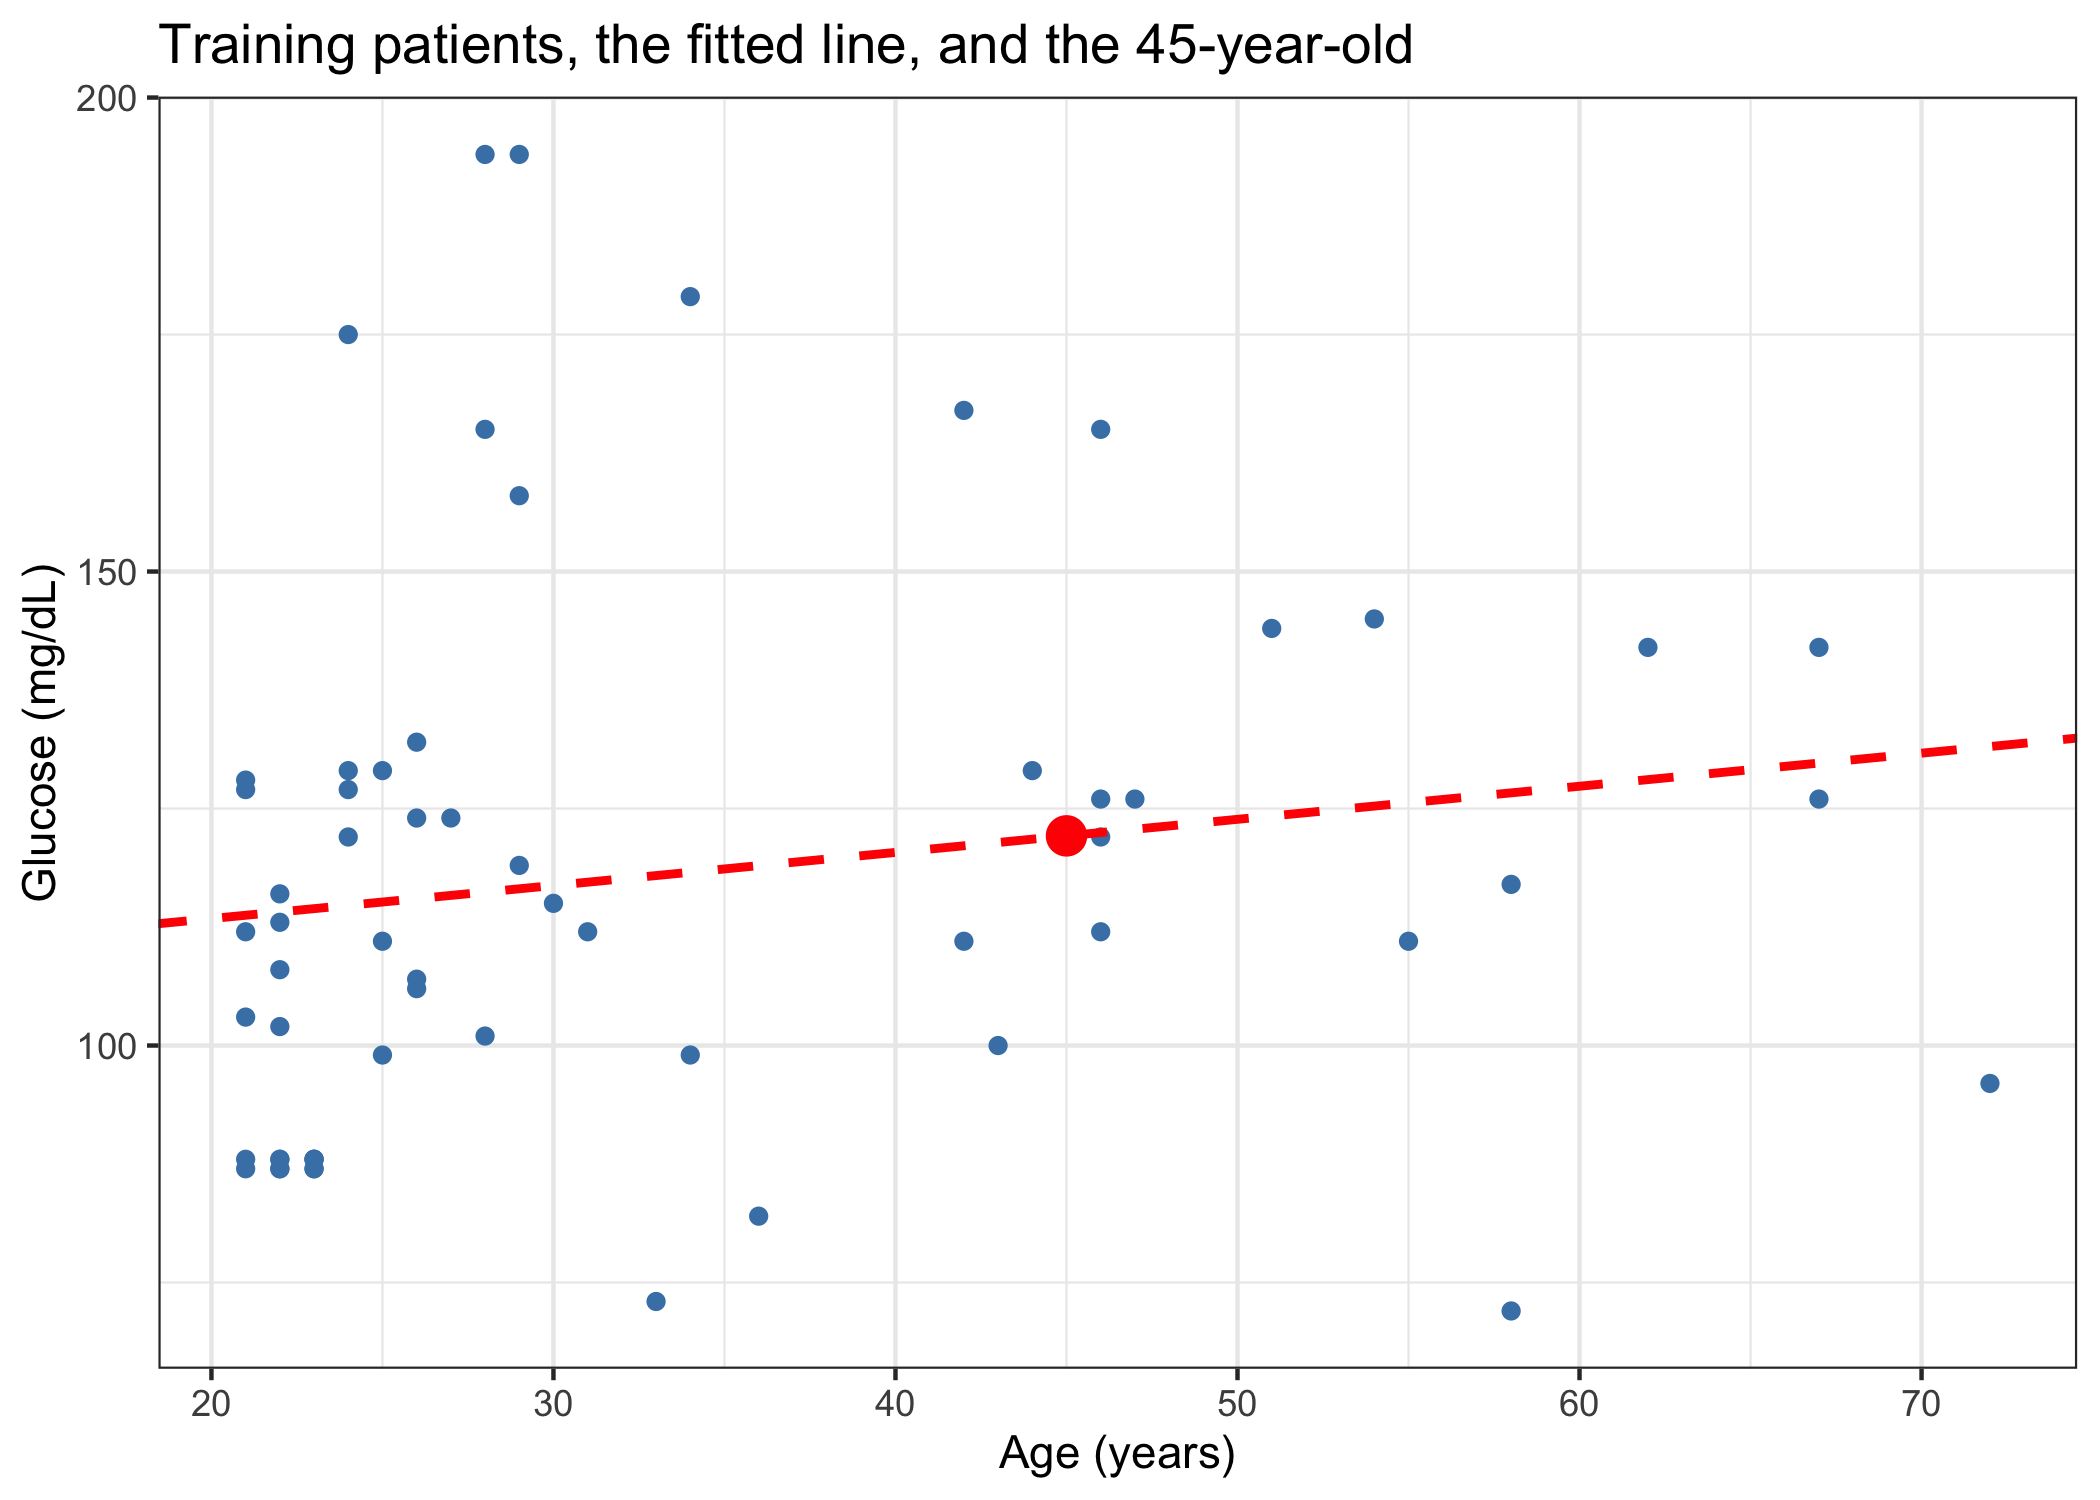 Training patients, the fitted line, and the 45-year-old
200
150
100
Glucose (mg/dL)
20 30 40 50 60 70
Age (years)